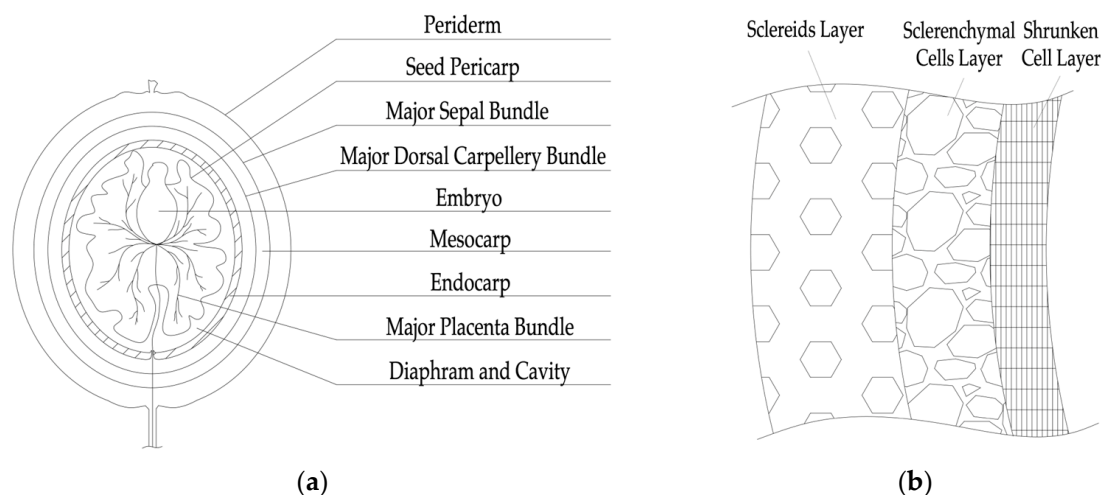 Periderm
Seed Pericarp
Major Sepal Bundle
Major Dorsal Carpellery Bundle
Embryo
Mesocarp
Endocarp
Major Placenta Bundle
Diaphram and Cavity
(a)
Sclereids Layer
Sclerenchymal
Cells Layer
Shrunken
Cell Layer
(b)